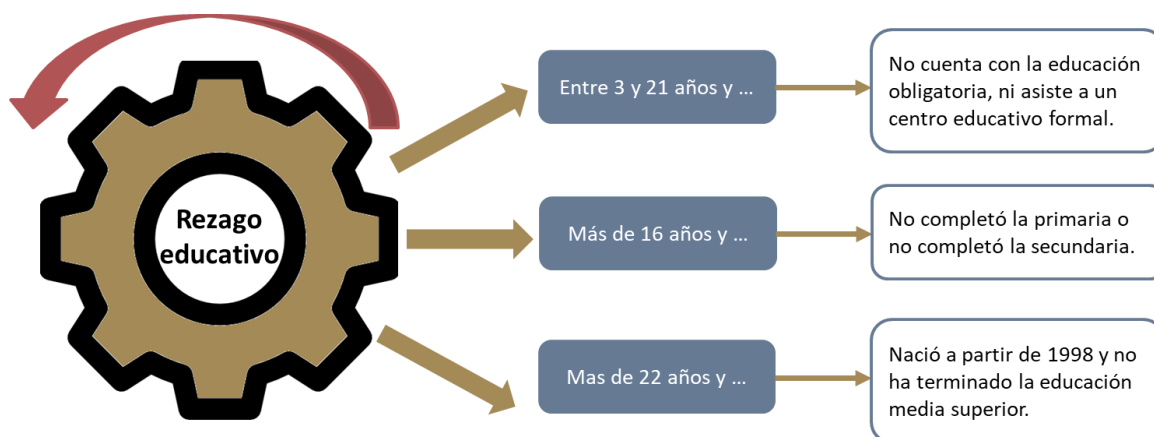 Rezago
educativo
Entre 3 y 21 años y ...
No cuenta con la educación
obligatoria, ni asiste a un
centro educativo formal.
Más de 16 años y ...
No completó la primaria o
no completó la secundaria.
Mas de 22 años y ...
Nació a partir de 1998 y no
ha terminado la educación
media superior.